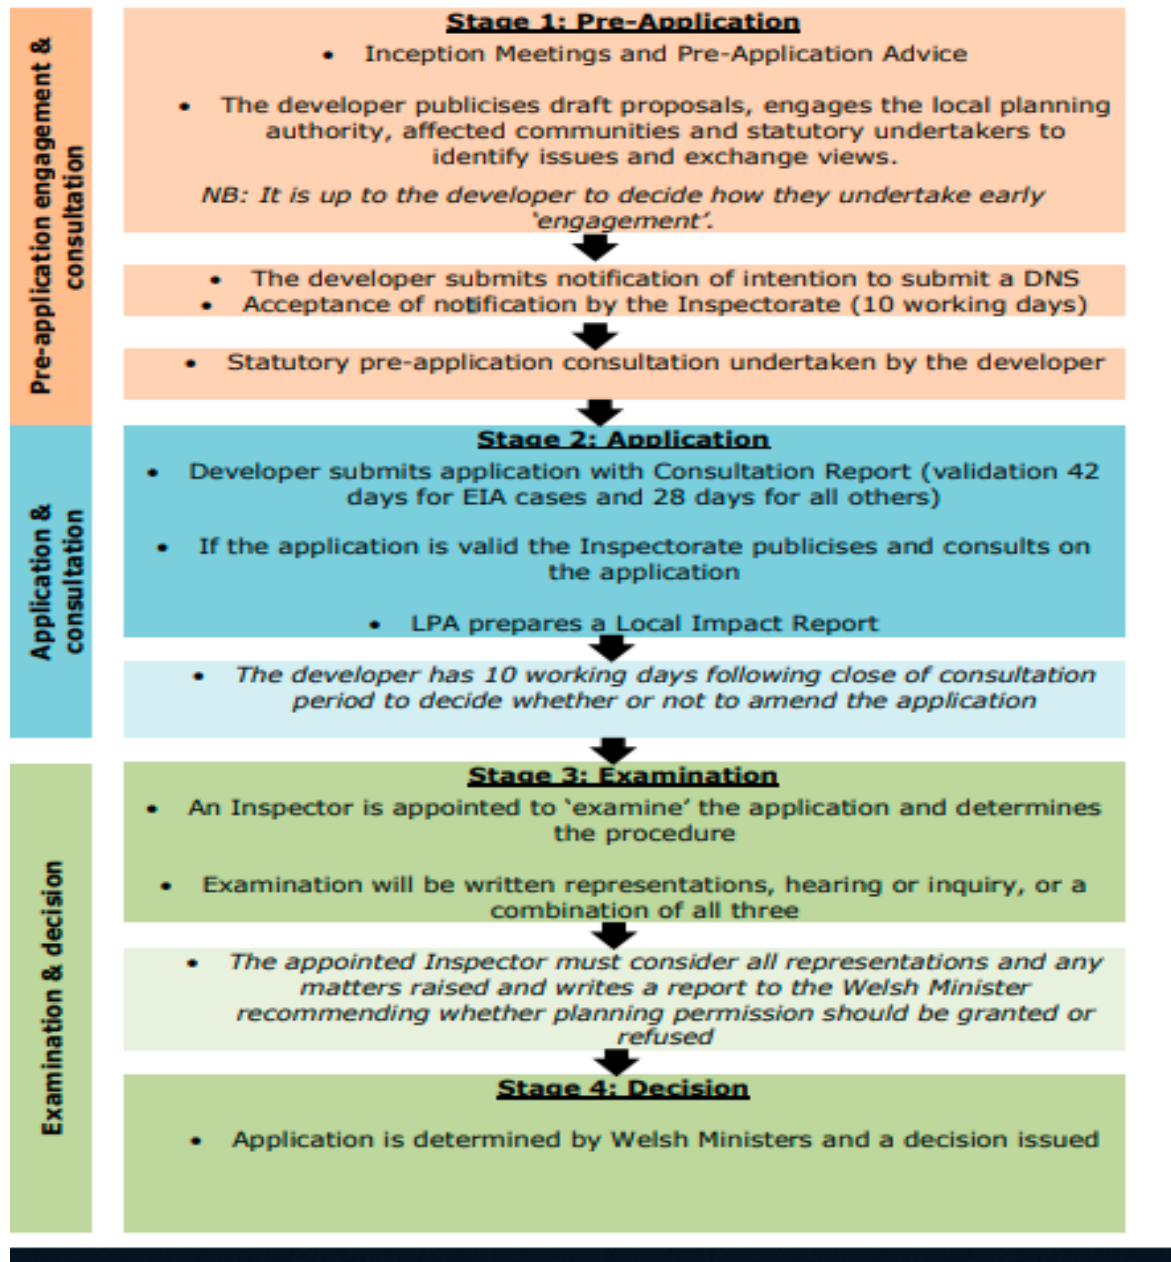 Pre-application engagement &
consultation
Stage 1: Pre-Application
• Inception Meetings and Pre-Application Advice
• The developer publicises draft proposals, engages the local planning
authority, affected communities and statutory undertakers to
identify issues and exchange views.
NB: It is up to the developer to decide how they undertake early
‘engagement’.
• The developer submits notification of intention to submit a DNS
• Acceptance of notification by the Inspectorate (10 working days)
• Statutory pre-application consultation undertaken by the developer
Application &
consultation
Stage 2: Application
• Developer submits application with Consultation Report (validation 42
days for EIA cases and 28 days for all others)
• If the application is valid the Inspectorate publicises and consults on
the application
• LPA prepares a Local Impact Report
• The developer has 10 working days following close of consultation
period to decide whether or not to amend the application
Examination & decision
Stage 3: Examination
• An Inspector is appointed to ‘examine’ the application and determines
the procedure
• Examination will be written representations, hearing or inquiry, or a
combination of all three
• The appointed Inspector must consider all representations and any
matters raised and writes a report to the Welsh Minister
recommending whether planning permission should be granted or
refused
Stage 4: Decision
• Application is determined by Welsh Ministers and a decision issued